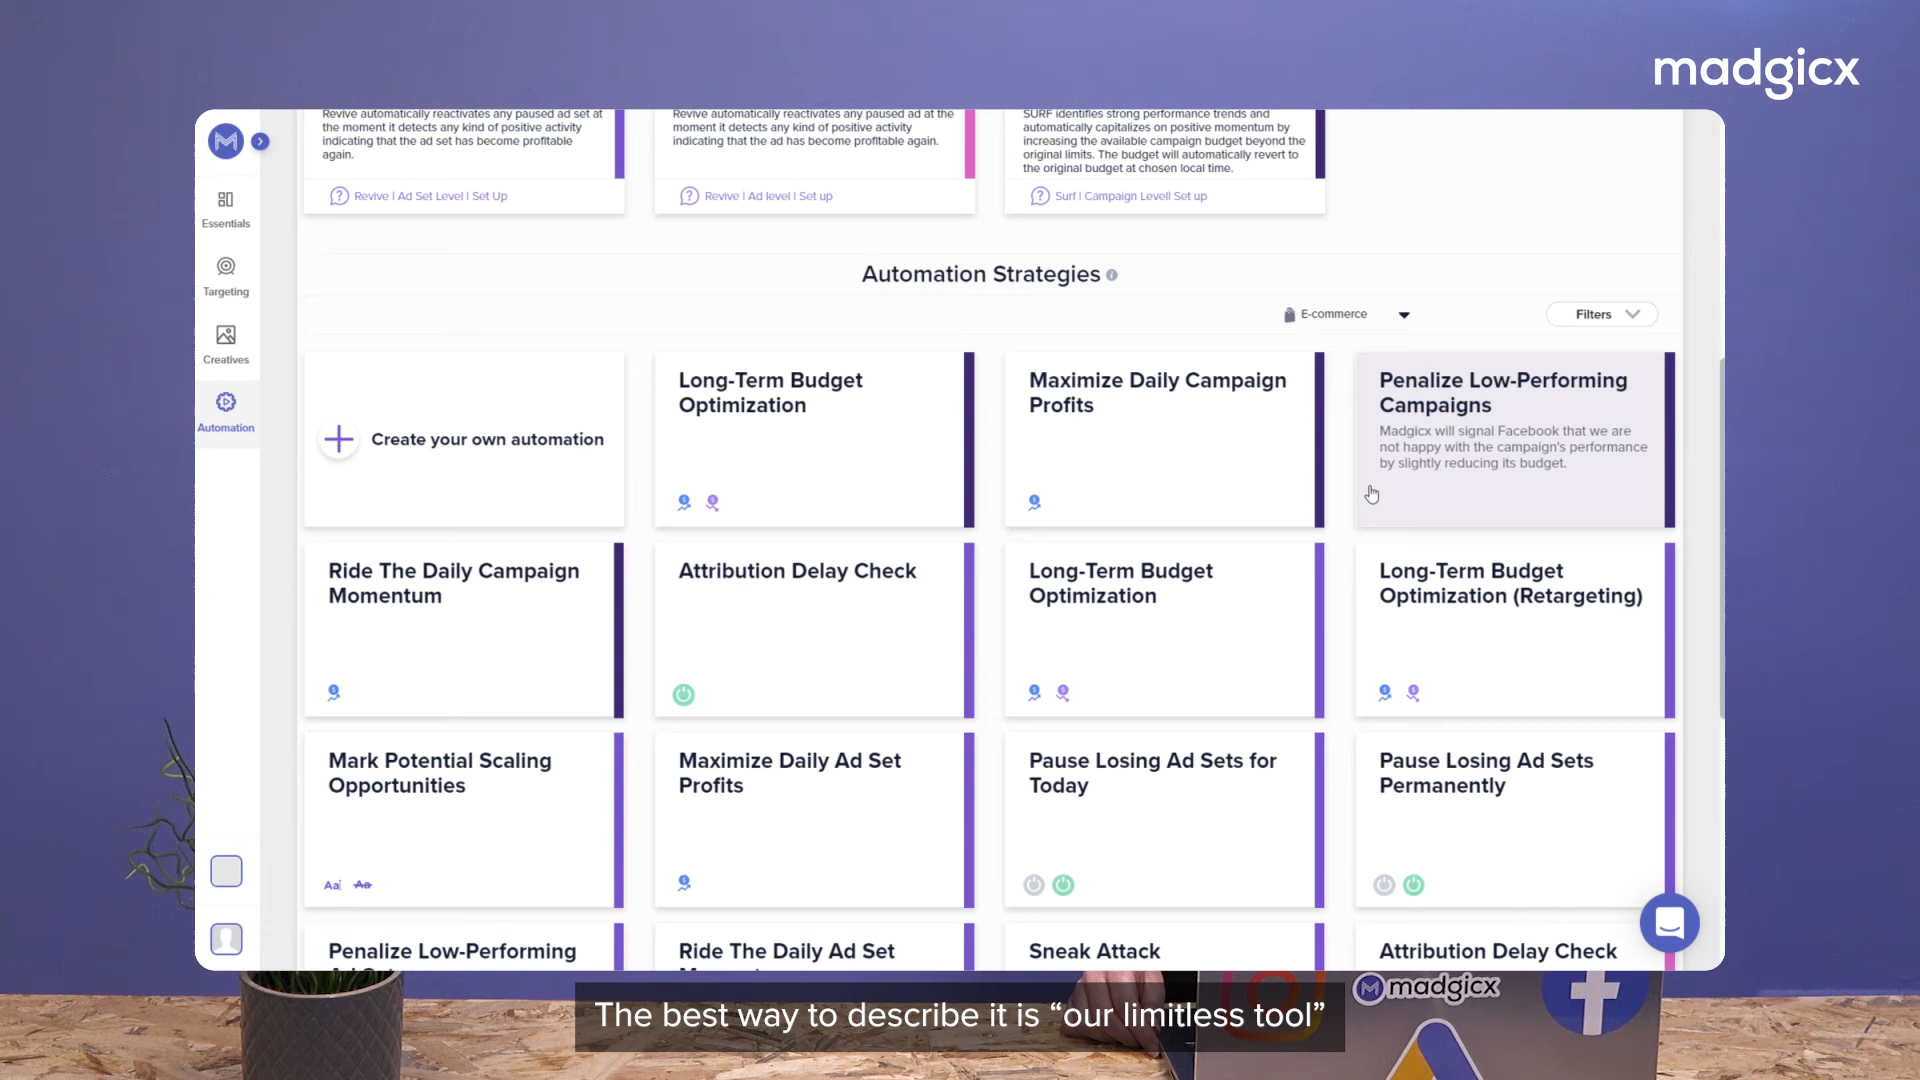 madgicx
Revive automatically reactivates any paused ad set at
the moment it detects any kind of positive activity
indicating that the ad set has become profitable
again.
Revive | Ad Set Level | Set Up
Revive automatically reactivates any paused ad at the
moment it detects any kind of positive activity
indicating that the ad has become profitable again.
Revive | Ad level | Set up
SURF identifies strong performance trends and
automatically capitalizes on positive momentum by
increasing the available campaign budget beyond the
original limits. The budget will automatically revert to
the original budget at chosen local time.
Surf | Campaign Levell Set up
Essentials
Targeting
Creatives
Automation
Automation Strategies
E-commerce
Filters
Create your own automation
Long-Term Budget
Optimization
Maximize Daily Campaign
Profits
Penalize Low-Performing
Campaigns
Madgicx will signal Facebook that we are
not happy with the campaign's performance
by slightly reducing its budget.
Ride The Daily Campaign
Momentum
Attribution Delay Check
Long-Term Budget
Optimization
Long-Term Budget
Optimization (Retargeting)
Mark Potential Scaling
Opportunities
Aa
Aa
Maximize Daily Ad Set
Profits
Pause Losing Ad Sets for
Today
Pause Losing Ad Sets
Permanently
Penalize Low-Performing
Ride The Daily Ad Set
Sneak Attack
Attribution Delay Check
madgicx
The best way to describe it is “our limitless tool”